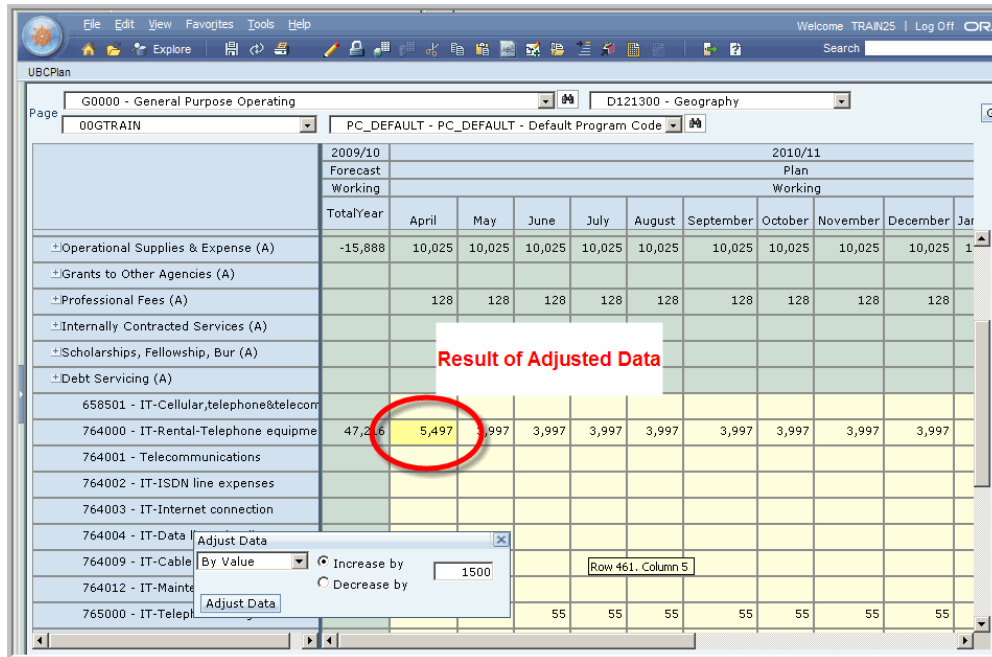 File Edit View Favorites Tools Help Welcome TRAIN25 | Log Off
Explore Search
UBCPlan
Page G0000 - General Purpose Operating D121300 - Geography
00GTRAIN PC_DEFAULT - PC_DEFAULT - Default Program Code
2009/10 2010/11
Forecast Plan
Working Working
TotalYear April May June July August September October November December
+Operational Supplies & Expense (A) -15,888 10,025 10,025 10,025 10,025 10,025 10,025 10,025 10,025 10,025
+Grants to Other Agencies (A)
+Professional Fees (A) 128 128 128 128 128 128 128 128 128
+Internally Contracted Services (A)
+Scholarships, Fellowship, Bur (A)
Result of Adjusted Data
+Debt Servicing (A)
658501 - IT-Cellular,telephone&telecom
764000 - IT-Rental-Telephone equipme 5,497 3,997 3,997 3,997 3,997 3,997 3,997 3,997 3,997
764001 - Telecommunications
764002 - IT-ISDN line expenses
764003 - IT-Internet connection
764004 - IT-Data
Adjust Data
764009 - IT-Cable By Value Increase by 1500 Row 461. Column 5
764012 - IT-Mainte Decrease by
Adjust Data
765000 - IT-Teleph 55 55 55 55 55 55